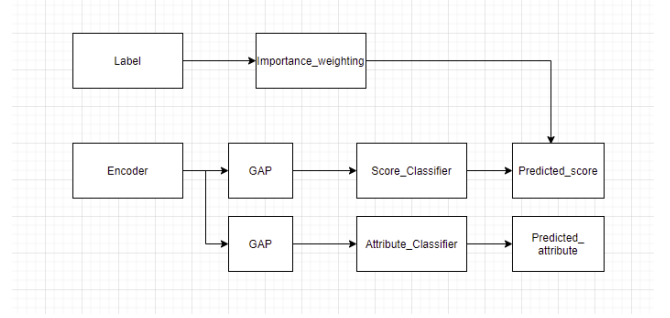 Label
Importance_weighting
Encoder
GAP
Score_Classifier
Predicted_score
GAP
Attribute_Classifier
Predicted_
attribute